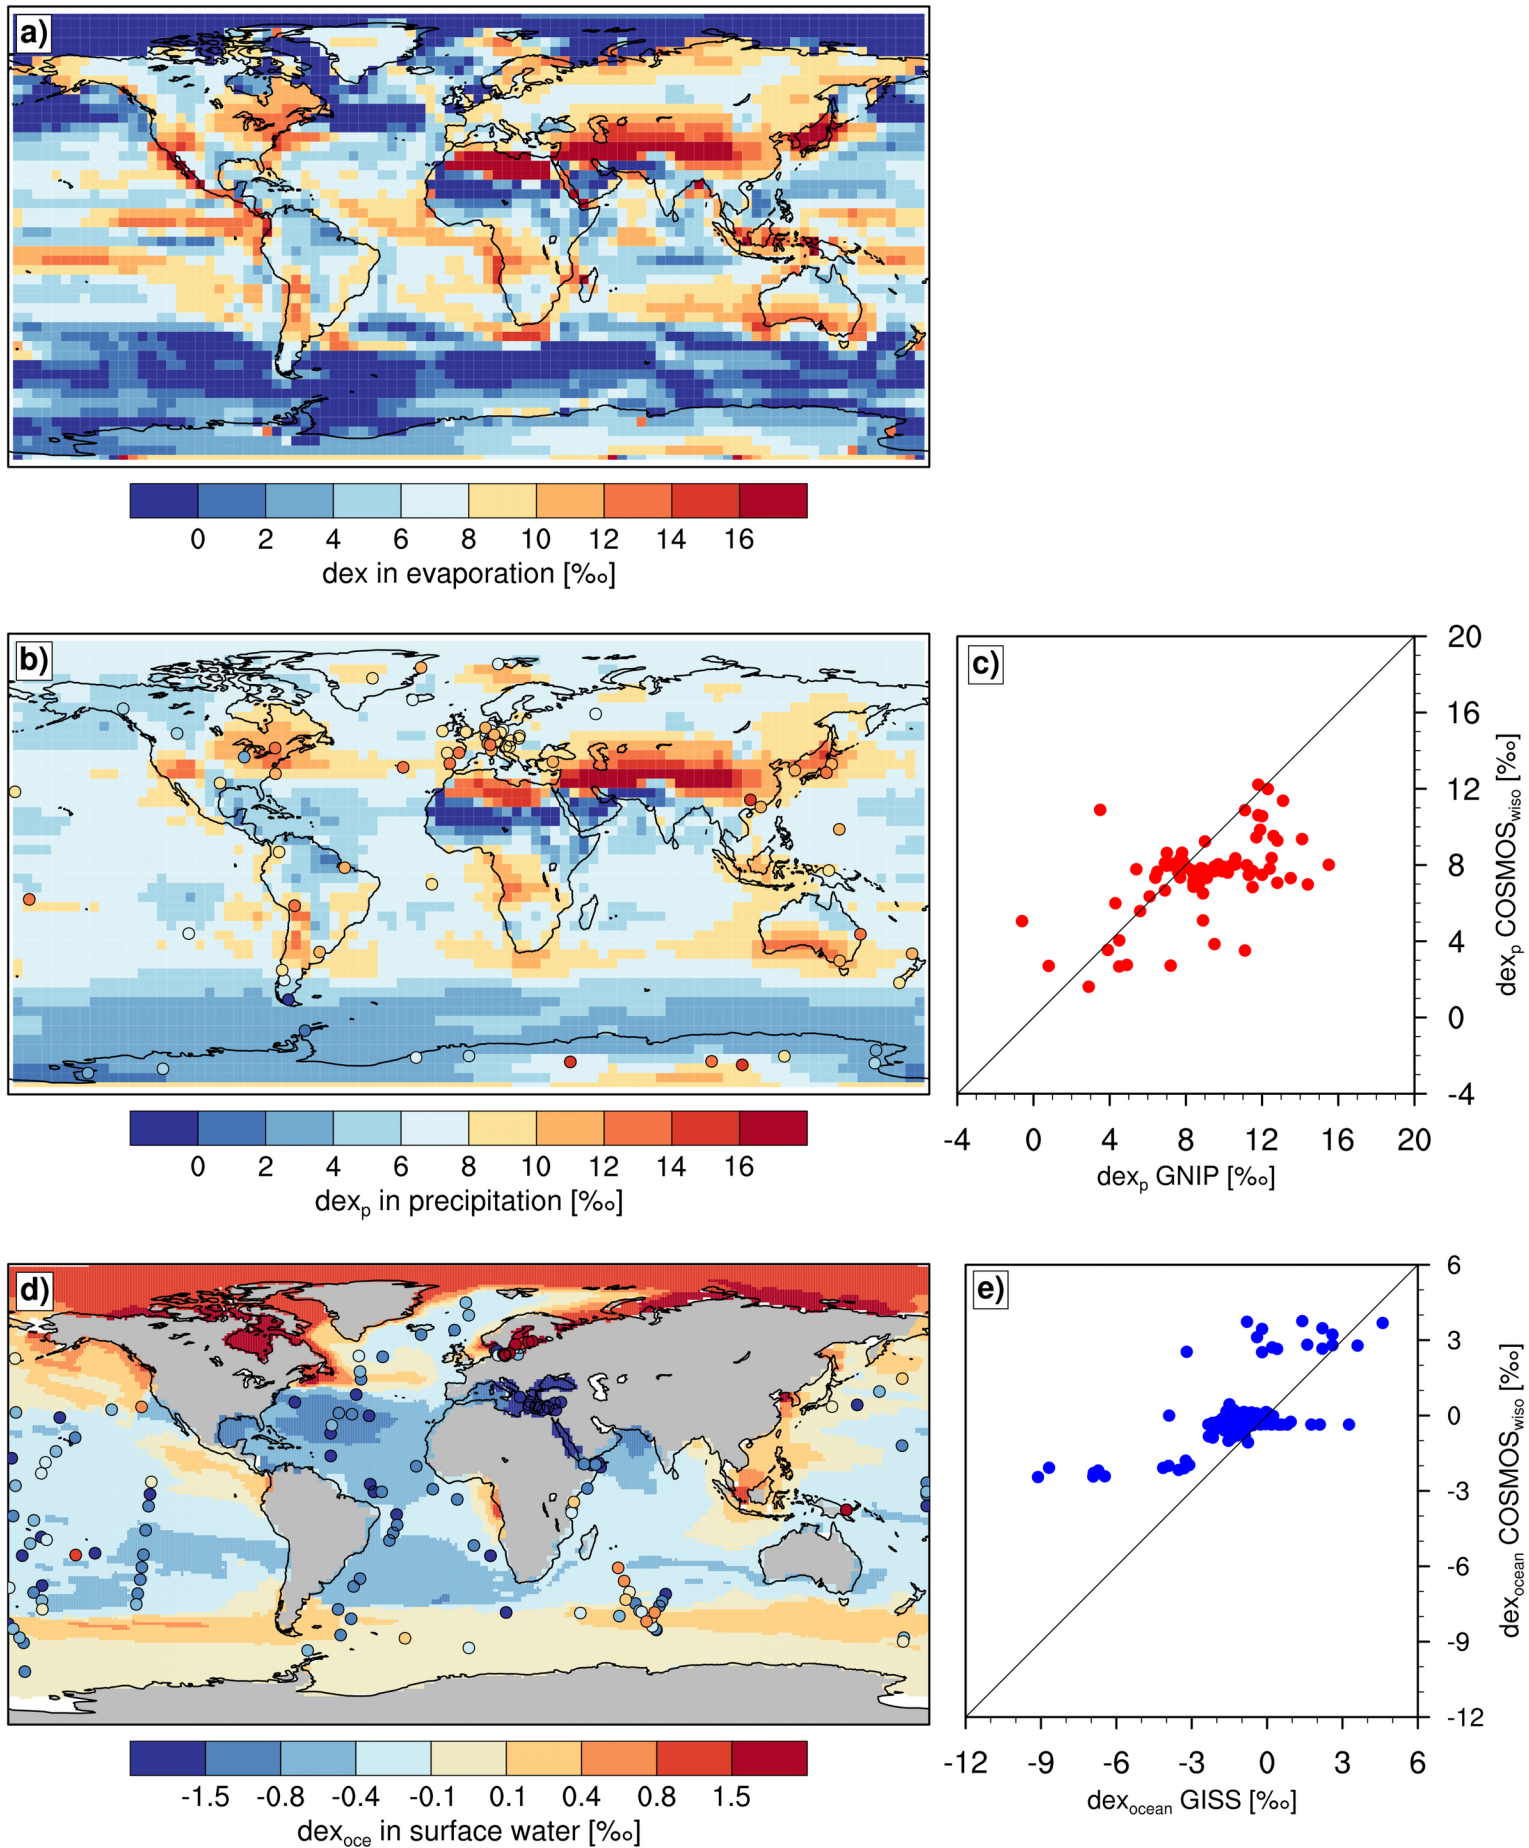 a)
0 2 4 6 8 10 12 14 16
dex in evaporation [‰]
b)
0 2 4 6 8 10 12 14 16
dexp in precipitation [‰]
c)
20
16
12
8
4
0
-4
dexp COSMOSwiso [‰]
-4 0 4 8 12 16 20
dexp GNIP [‰]
d)
-1.5 -0.8 -0.4 -0.1 0.1 0.4 0.8 1.5
dexoce in surface water [‰]
e)
6
3
0
-3
-6
-9
-12
dexocean COSMOSwiso [‰]
-12 -9 -6 -3 0 3 6
dexocean GISS [‰]